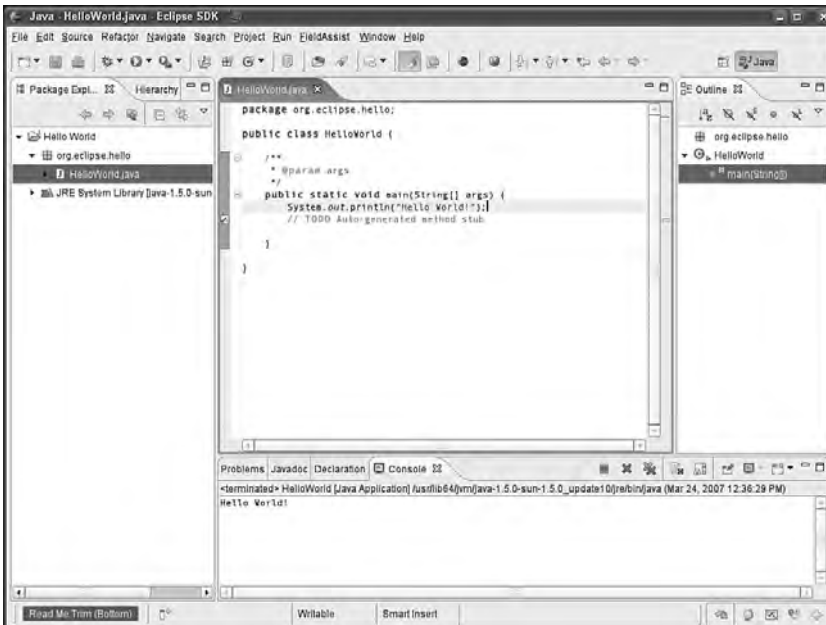 Java - HelloWorld.java - Eclipse SDK
File Edit Source Refactor Navigate Search Project Run FieldAssist Window Help
Java
Package Expl...
Hierarchy
Hello World
org.eclipse.hello
HelloWorld.java
JRE System Library [java-1.5.0-sun
HelloWorld.java
package org.eclipse.hello;
public class HelloWorld {
/**
* @param args
*/
public static void main(String[] args) {
System.out.println("Hello World!");
// TODO Auto-generated method stub
}
}
Outline
org.eclipse.hello
HelloWorld
main(String[])
Problems Javadoc Declaration Console
<terminated> HelloWorld [Java Application] /usr/lib64/jvm/java-1.5.0-sun-1.5.0_update10/jre/bin/java (Mar 24, 2007 12:36:29 PM)
Hello World!
Read Me Trim (Bottom)
Writable
Smart Insert